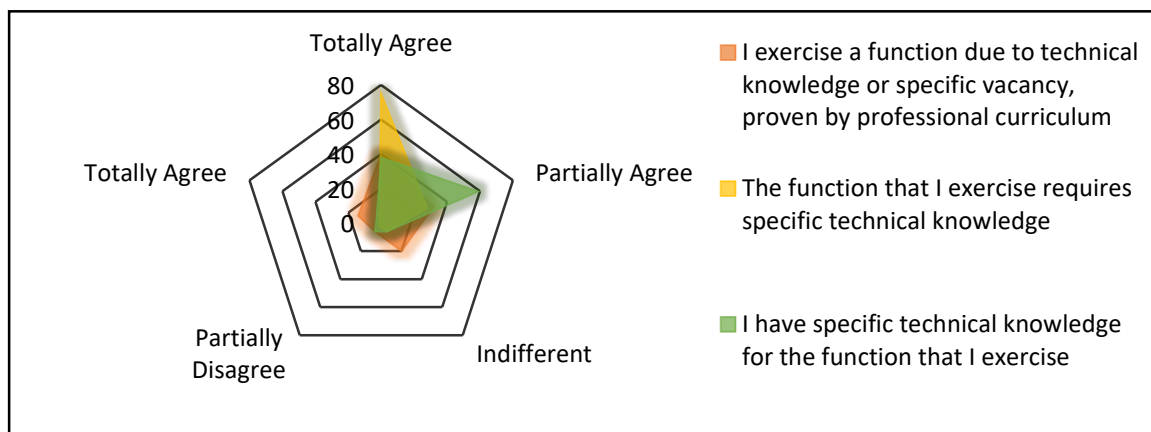 Totally Agree
80
60
40
20
0
Totally Agree
Partially Agree
Partially
Disagree
Indifferent
I exercise a function due to technical
knowledge or specific vacancy,
proven by professional curriculum
The function that I exercise requires
specific technical knowledge
I have specific technical knowledge
for the function that I exercise